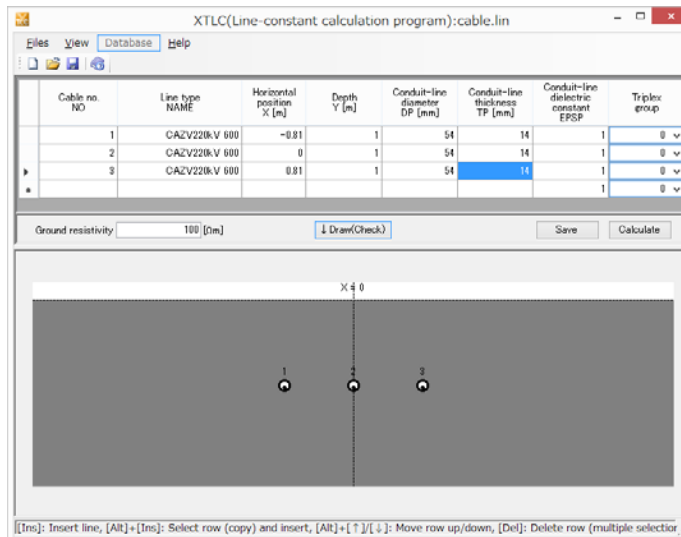 XTLC(Line-constant calculation program):cable.lin
Files View Database Help
Cable no. NO Line type NAME Horizontal position X [m] Depth Y [m] Conduit-line diameter DP [mm] Conduit-line thickness TP [mm] Conduit-line dielectric constant EPSP Triplex group
1 CAZV220kV 600 -0.81 1 54 14 1 0
2 CAZV220kV 600 0 1 54 14 1 0
3 CAZV220kV 600 0.81 1 54 14 1 0
1 0
Ground resistivity 100 [Ωm] ↓Draw(Check) Save Calculate
X = 0
1 2 3
[Ins]: Insert line, [Alt]+[Ins]: Select row (copy) and insert, [Alt]+[↑]/[↓]: Move row up/down, [Del]: Delete row (multiple selection